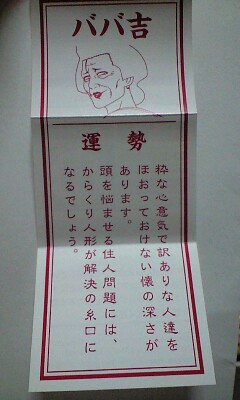 ババ吉
運勢
粋な心意気で訳ありな人達を
ほおっておけない懐の深さが
あります。
頭を悩ませる住人問題には、
からくり人形が解決の糸口に
なるでしょう。